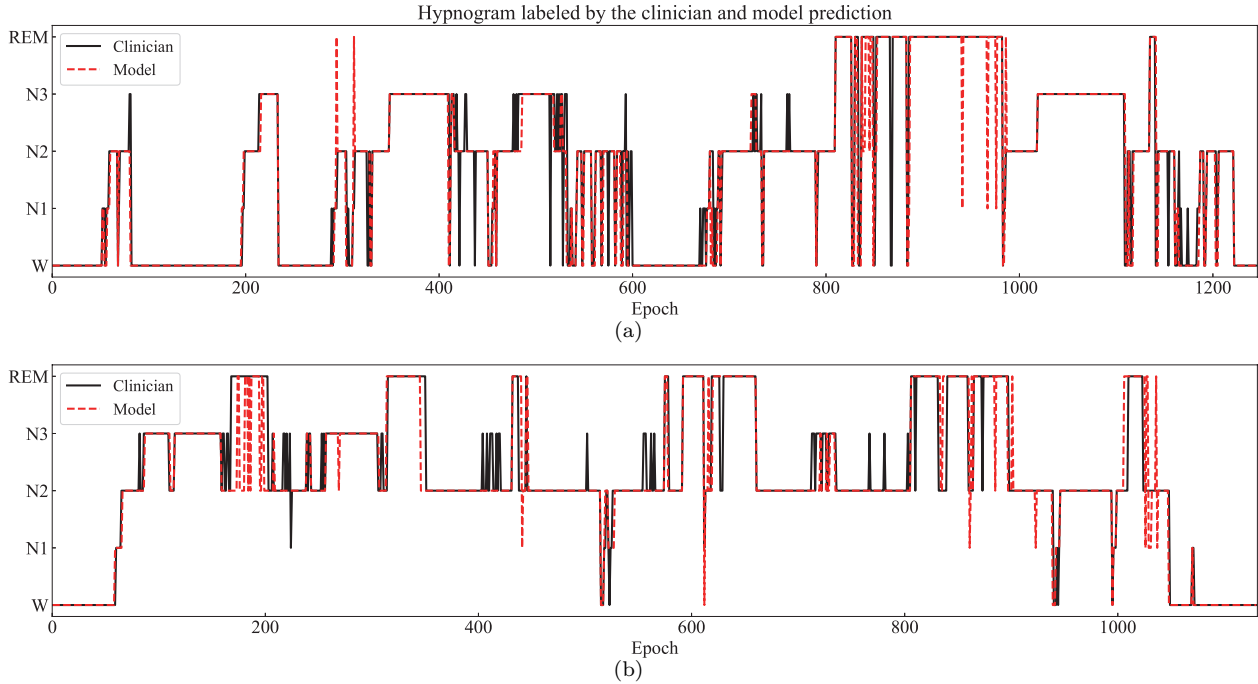 Hypnogram labeled by the clinician and model prediction
REM
N3
N2
N1
W
Clinician
Model
0 200 400 600 800 1000 1200
Epoch
(a)
REM
N3
N2
N1
W
Clinician
Model
0 200 400 600 800 1000
Epoch
(b)